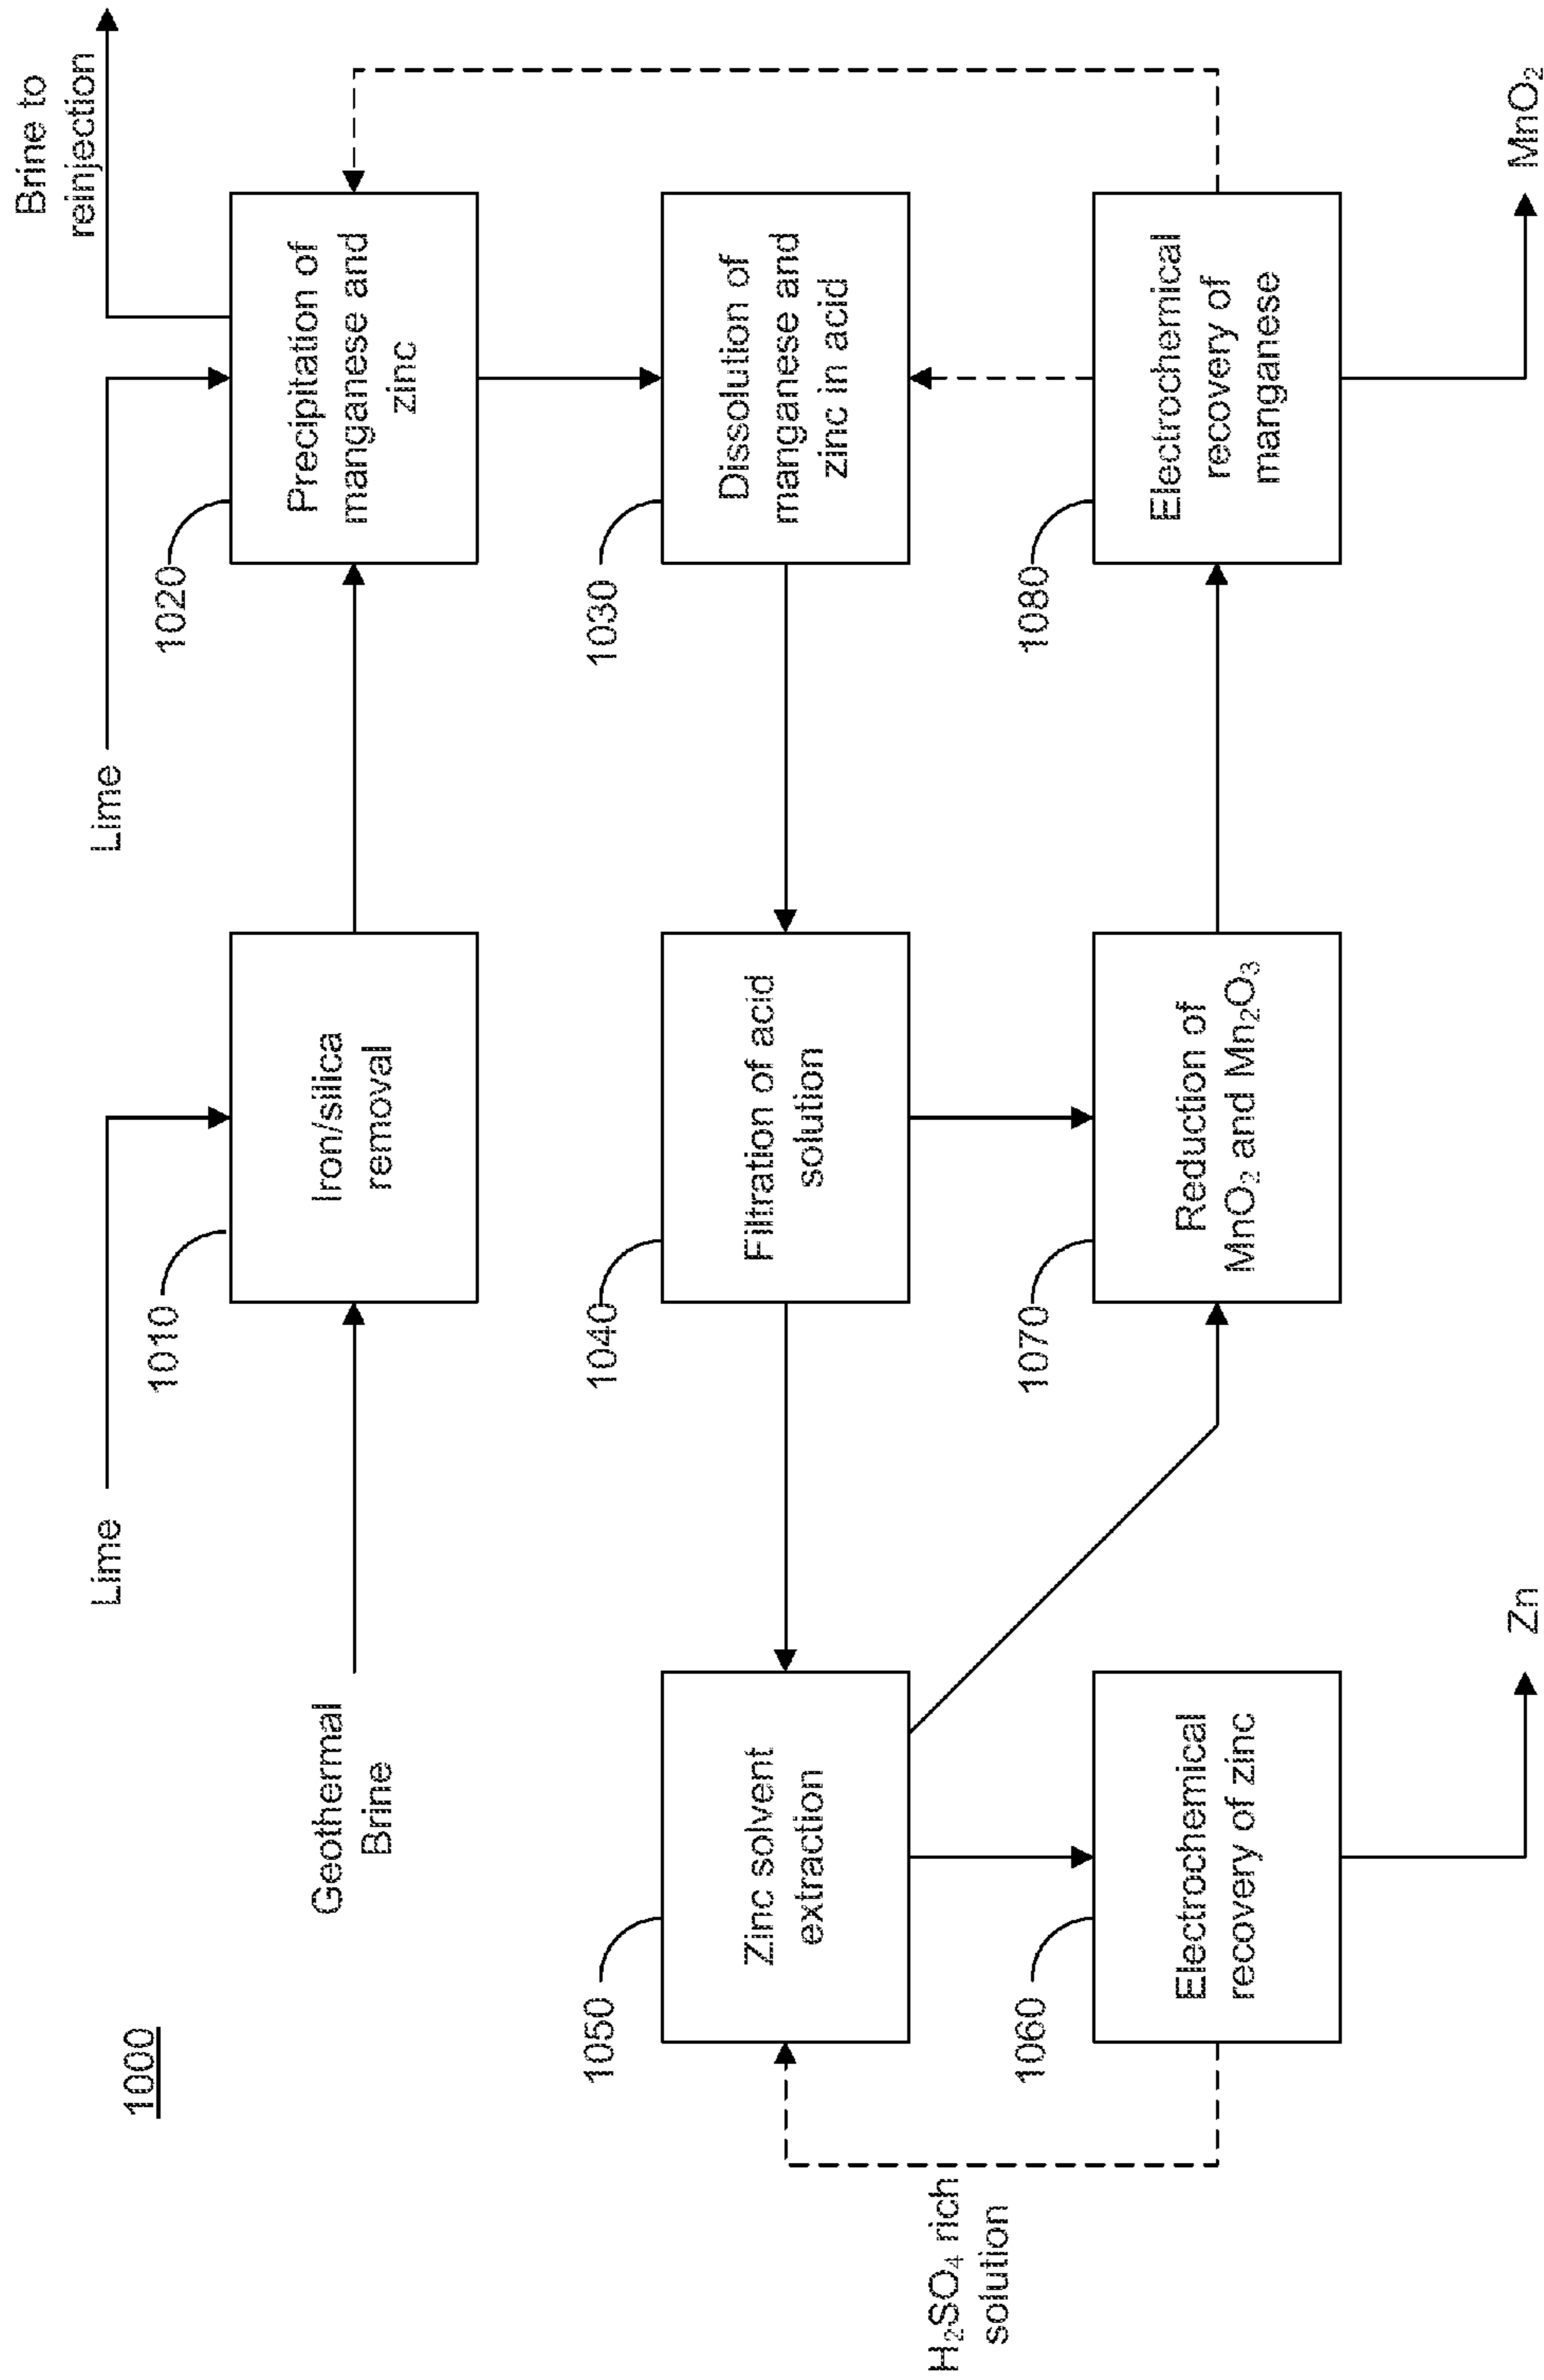 1000
Lime
Lime
Brine to
reinjection
Geothermal
Brine
1010
Iron/silica
removal
1020
Precipitation of
manganese and
zinc
1050
Zinc solvent
extraction
1040
Filtration of acid
solution
1030
Dissolution of
manganese and
zinc in acid
H₂SO₄ rich
solution
1060
Electrochemical
recovery of zinc
1070
Reduction of
MnO₂ and Mn₂O₃
1080
Electrochemical
recovery of
manganese
Zn
MnO₂